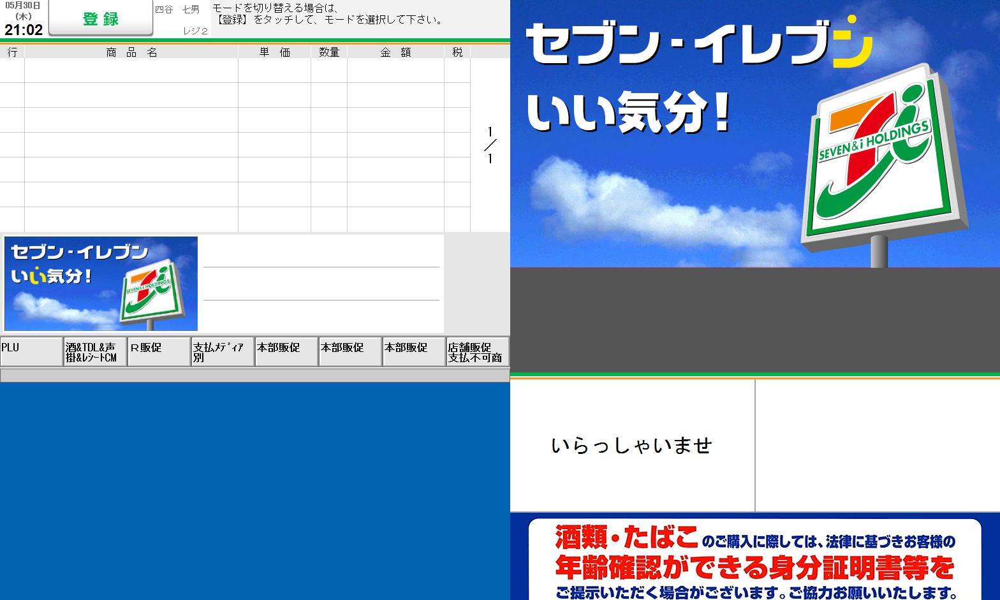 05月30日
(木)
21:02
登録
四谷　七男
レジ２
モードを切り替える場合は、
【登録】をタッチして、モードを選択して下さい。
行　商　品　名　単　価　数量　金　額　税
1
／
1
セブン-イレブン
いい気分!
SEVEN&i HOLDINGS
PLU
酒&TDL&声
掛&ﾚｼｰﾄCM
Ｒ販促
支払ﾒﾃﾞｨｱ
別
本部販促
本部販促
本部販促
店舗販促
支払不可商
セブン-イレブン
いい気分!
SEVEN&i HOLDINGS
いらっしゃいませ
酒類・たばこのご購入に際しては、法律に基づきお客様の
年齢確認ができる身分証明書等を
ご提示いただく場合がございます。ご協力お願いいたします。